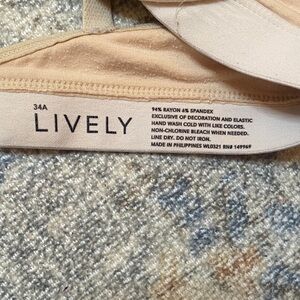 34A
LIVELY
94% RAYON 6% SPANDEX
EXCLUSIVE OF DECORATION AND ELASTIC
HAND WASH COLD WITH LIKE COLORS.
NON-CHLORINE BLEACH WHEN NEEDED.
LINE DRY. DO NOT IRON.
MADE IN PHILIPPINES WL0321 RN# 149969